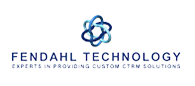 FENDAHL TECHNOLOGY
EXPERTS IN PROVIDING CUSTOM CTRM SOLUTIONS